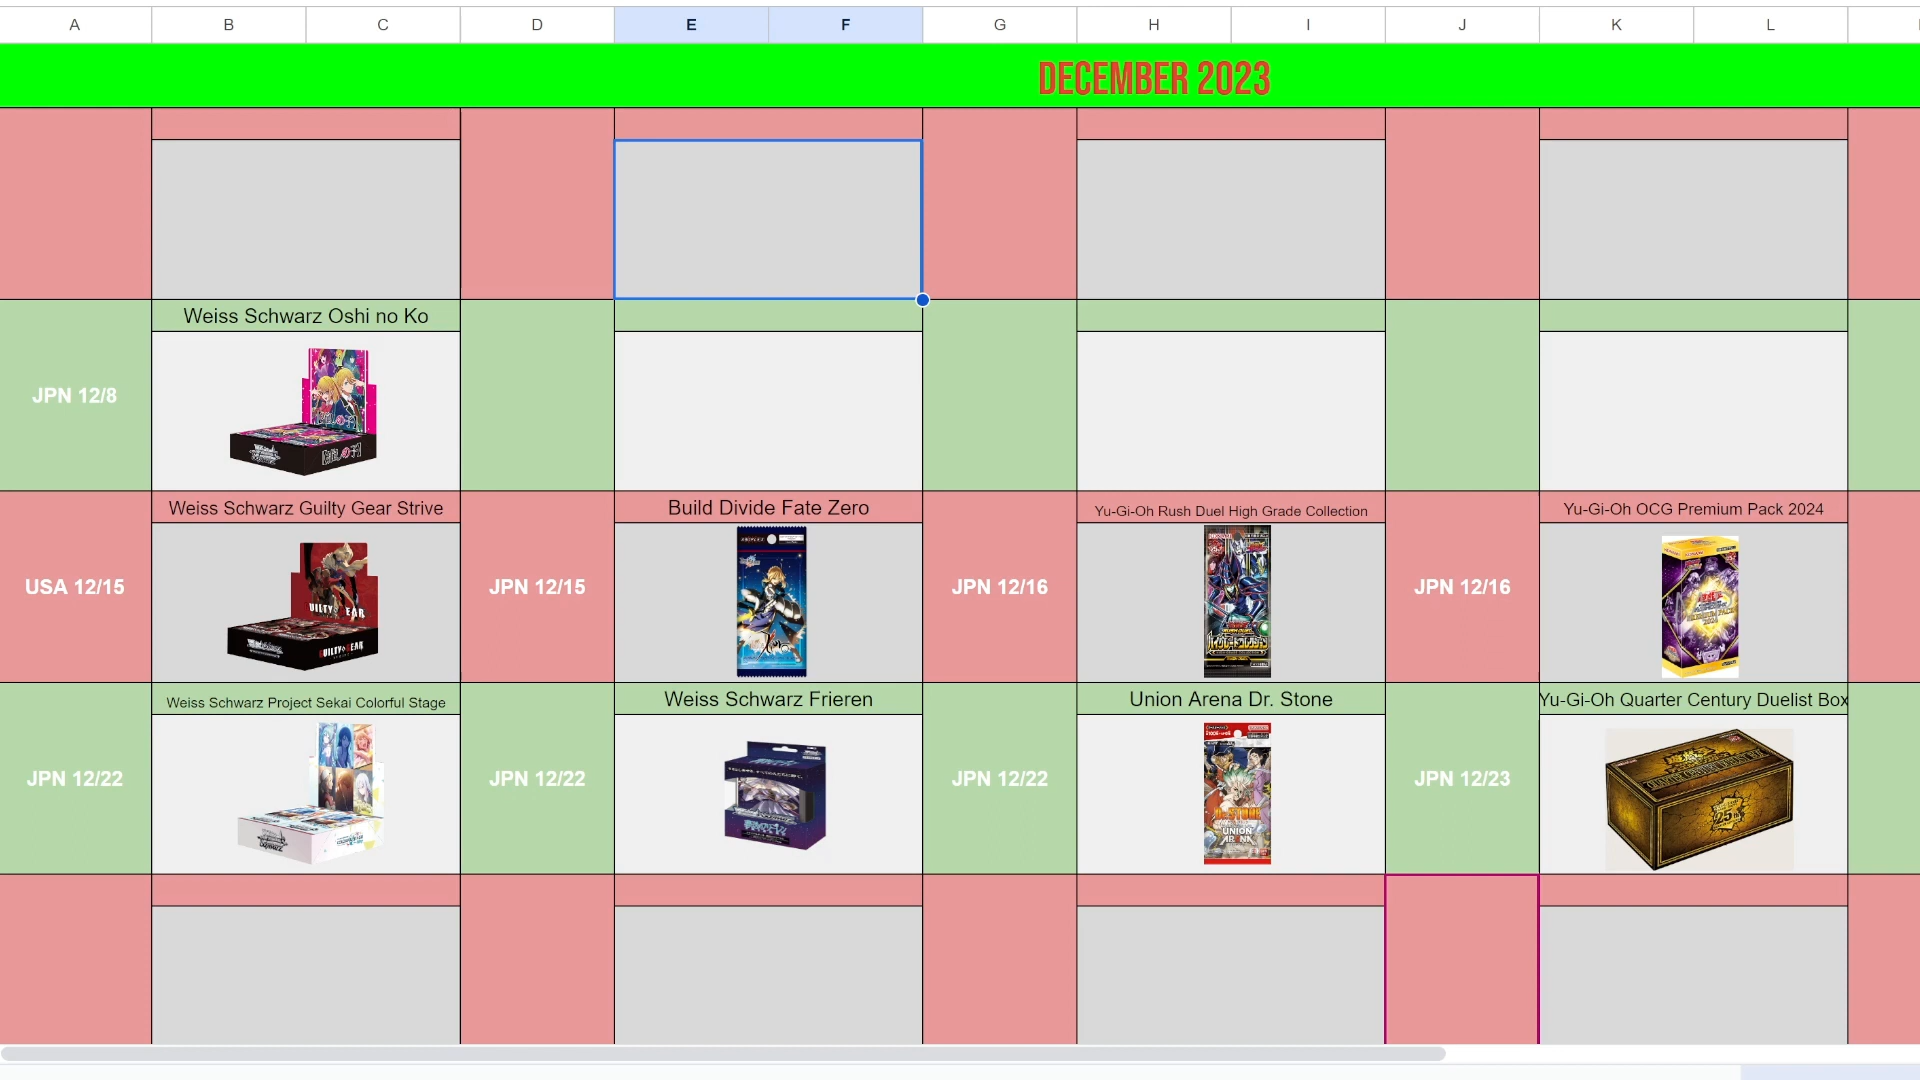 A B C D E F G H I J K L
DECEMBER 2023
Weiss Schwarz Oshi no Ko
JPN 12/8
Weiss Schwarz Guilty Gear Strive
Build Divide Fate Zero
Yu-Gi-Oh Rush Duel High Grade Collection
Yu-Gi-Oh OCG Premium Pack 2024
USA 12/15
JPN 12/15
JPN 12/16
JPN 12/16
Weiss Schwarz Project Sekai Colorful Stage
Weiss Schwarz Frieren
Union Arena Dr. Stone
Yu-Gi-Oh Quarter Century Duelist Box
JPN 12/22
JPN 12/22
JPN 12/22
JPN 12/23
UNION
25th